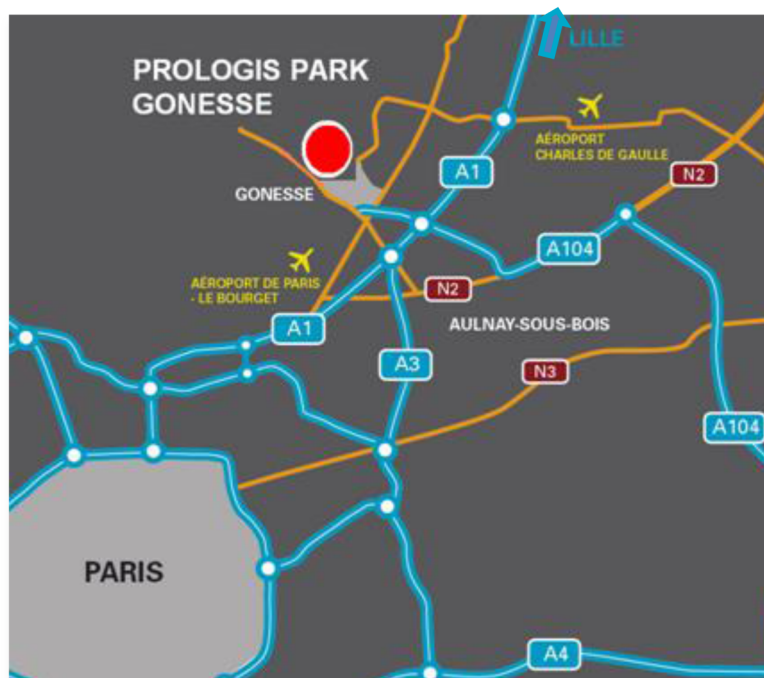 LILLE
PROLOGIS PARK
GONESSE
AÉROPORT
CHARLES DE GAULLE
A1
N2
GONESSE
A104
AÉROPORT DE PARIS
- LE BOURGET
N2
A1
AULNAY-SOUS-BOIS
A3
N3
A104
PARIS
A4